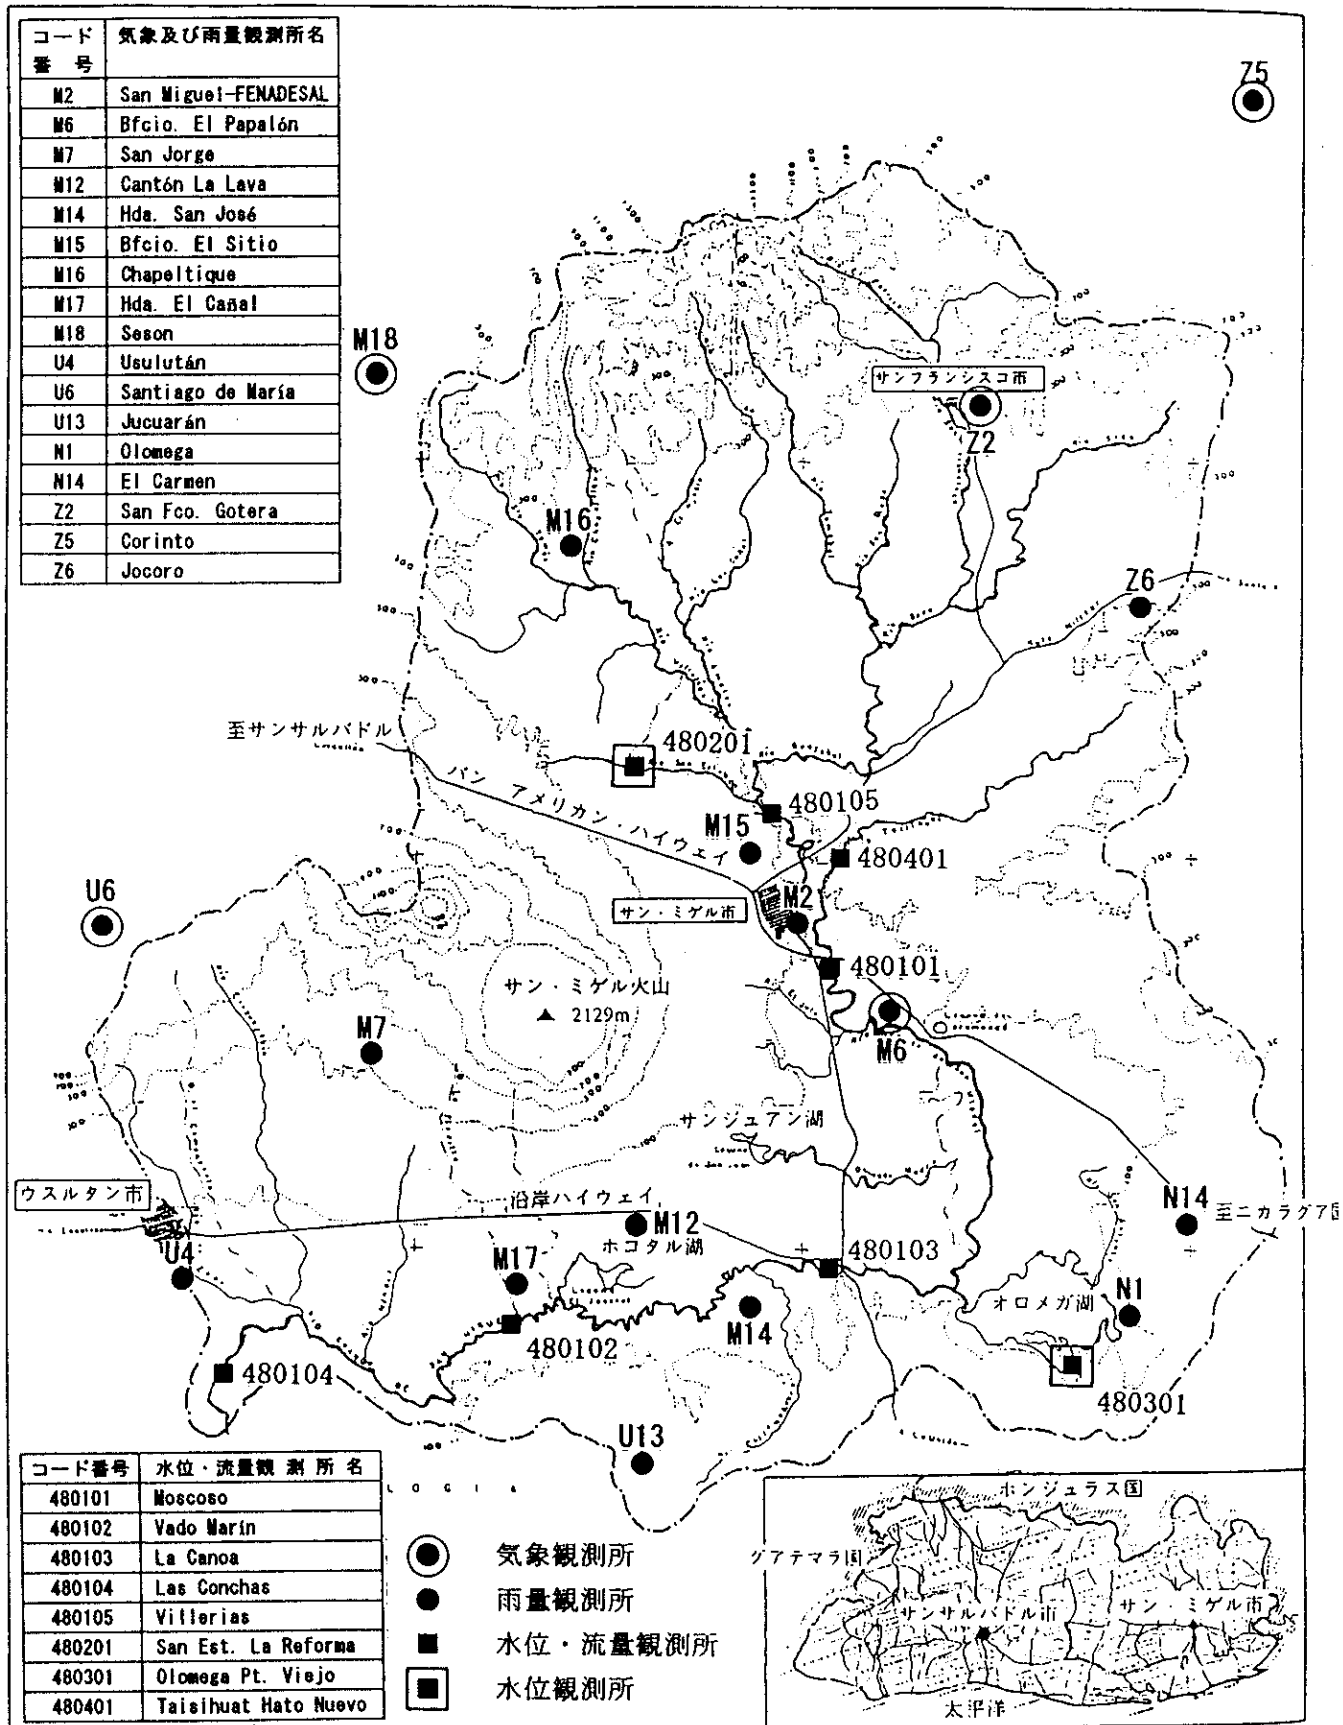 コード 気象及び雨量観測所名
番 号
M2 San Miguel-FENADESAL
M6 Bfcio. El Papalón
M7 San Jorge
M12 Cantón La Lava
M14 Hda. San José
M15 Bfcio. El Sitio
M16 Chapeltique
M17 Hda. El Cañal
M18 Seson
U4 Usulután
U6 Santiago de María
U13 Jucuarán
N1 Olomega
N14 El Carmen
Z2 San Fco. Gotera
Z5 Corinto
Z6 Jocoro
Z5
M18
サンフランシスコ市
Z2
M16
Z6
至サンサルバドル
480201
パン アメリカン・ハイウェイ
480105
M15
480401
U6
M2
サン・ミゲル市
480101
サン・ミゲル火山
2129m
M7
M6
サンジュアン湖
ウスルタン市
沿岸ハイウェイ
M12
N14
至ニカラグア国
ホコタル湖
U4
M17
480103
オロメガ湖
N1
M14
480102
480104
480301
U13
コード番号 水位・流量観測所名
480101 Moscoso
480102 Vado Marín
480103 La Canoa
480104 Las Conchas
480105 Villerias
480201 San Est. La Reforma
480301 Olomega Pt. Viejo
480401 Taisihuat Hato Nuevo
気象観測所
雨量観測所
水位・流量観測所
水位観測所
ホンジュラス国
グアテマラ国
サンサルバドル市
サン・ミゲル市
太平洋